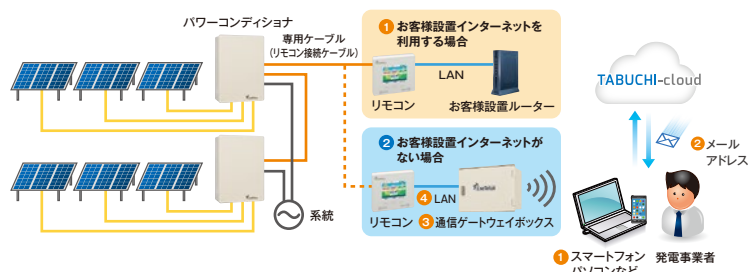 パワーコンディショナ
専用ケーブル
(リモコン接続ケーブル)
1 お客様設置インターネットを
利用する場合
LAN
リモコン
お客様設置ルーター
2 お客様設置インターネットが
ない場合
4 LAN
リモコン
3 通信ゲートウェイボックス
系統
TABUCHI-cloud
2 メール
アドレス
1 スマートフォン
パソコンなど
発電事業者